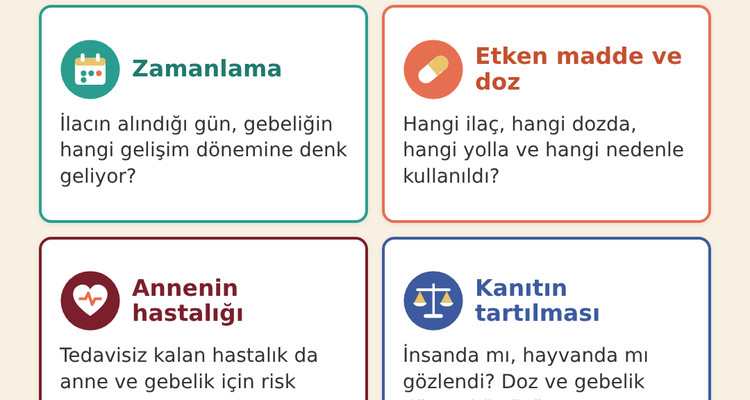 Zamanlama
İlacın alındığı gün, gebeliğin
hangi gelişim dönemine denk
geliyor?
Etken madde ve
doz
Hangi ilaç, hangi dozda,
hangi yolla ve hangi nedenle
kullanıldı?
Annenin
hastalığı
Tedavisiz kalan hastalık da
anne ve gebelik için risk
Kanıtın
tartılması
İnsanda mı, hayvanda mı
gözlendi? Doz ve gebelik